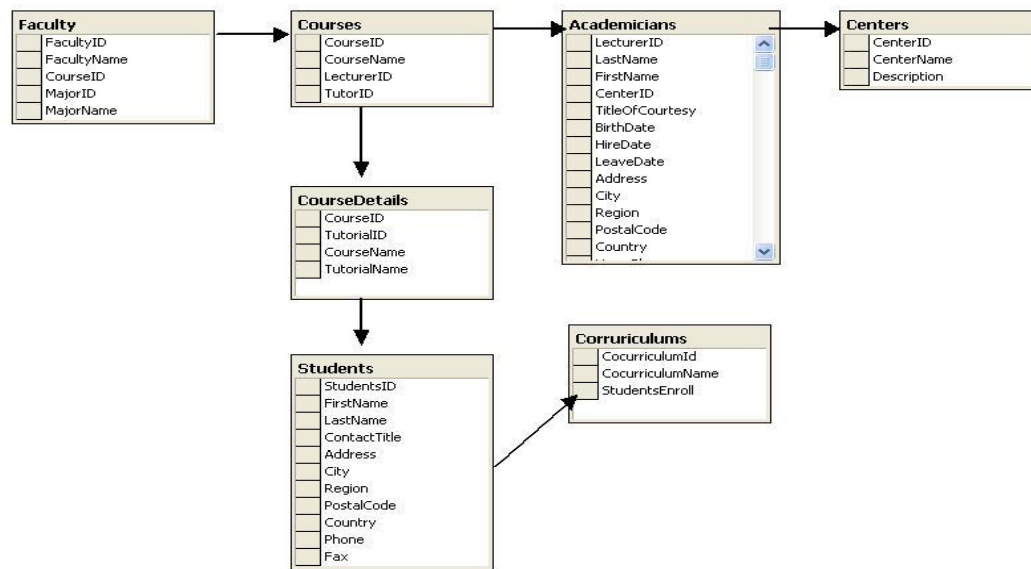 Faculty
FacultyID
FacultyName
CourseID
MajorID
MajorName
Courses
CourseID
CourseName
LecturerID
TutorID
Academicians
LecturerID
LastName
FirstName
CenterID
TitleOfCourtesy
BirthDate
HireDate
LeaveDate
Address
City
Region
PostalCode
Country
Centers
CenterID
CenterName
Description
CourseDetails
CourseID
TutorialID
CourseName
TutorialName
Students
StudentsID
FirstName
LastName
ContactTitle
Address
City
Region
PostalCode
Country
Phone
Fax
Corruriculums
CocurriculumId
CocurriculumName
StudentsEnroll